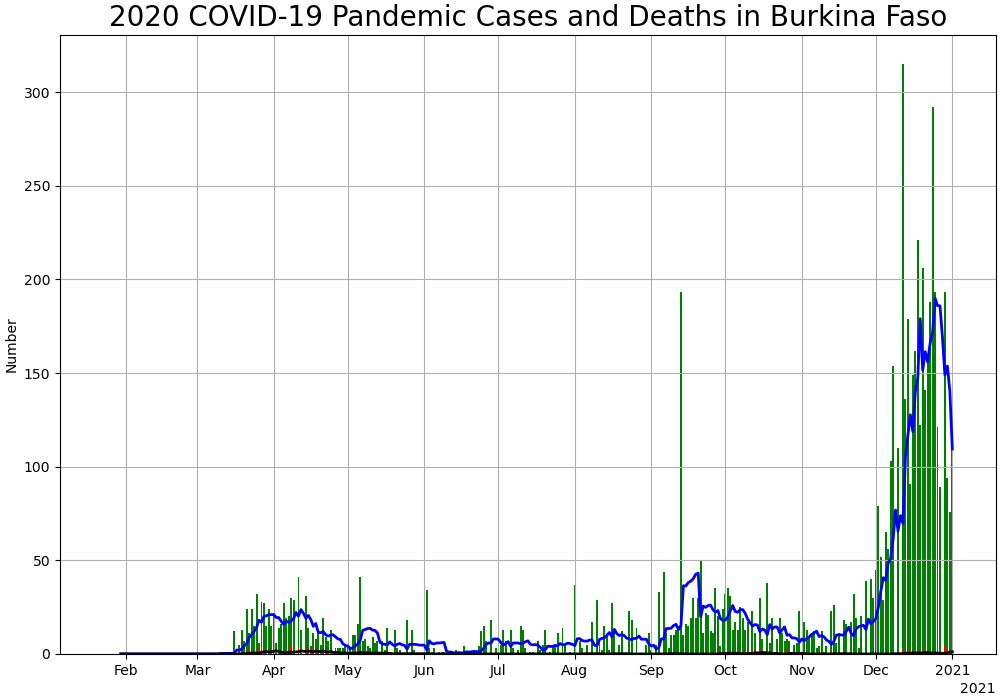 2020 COVID-19 Pandemic Cases and Deaths in Burkina Faso
Number
300
250
200
150
100
50
0
Feb Mar Apr May Jun Jul Aug Sep Oct Nov Dec 2021
2021